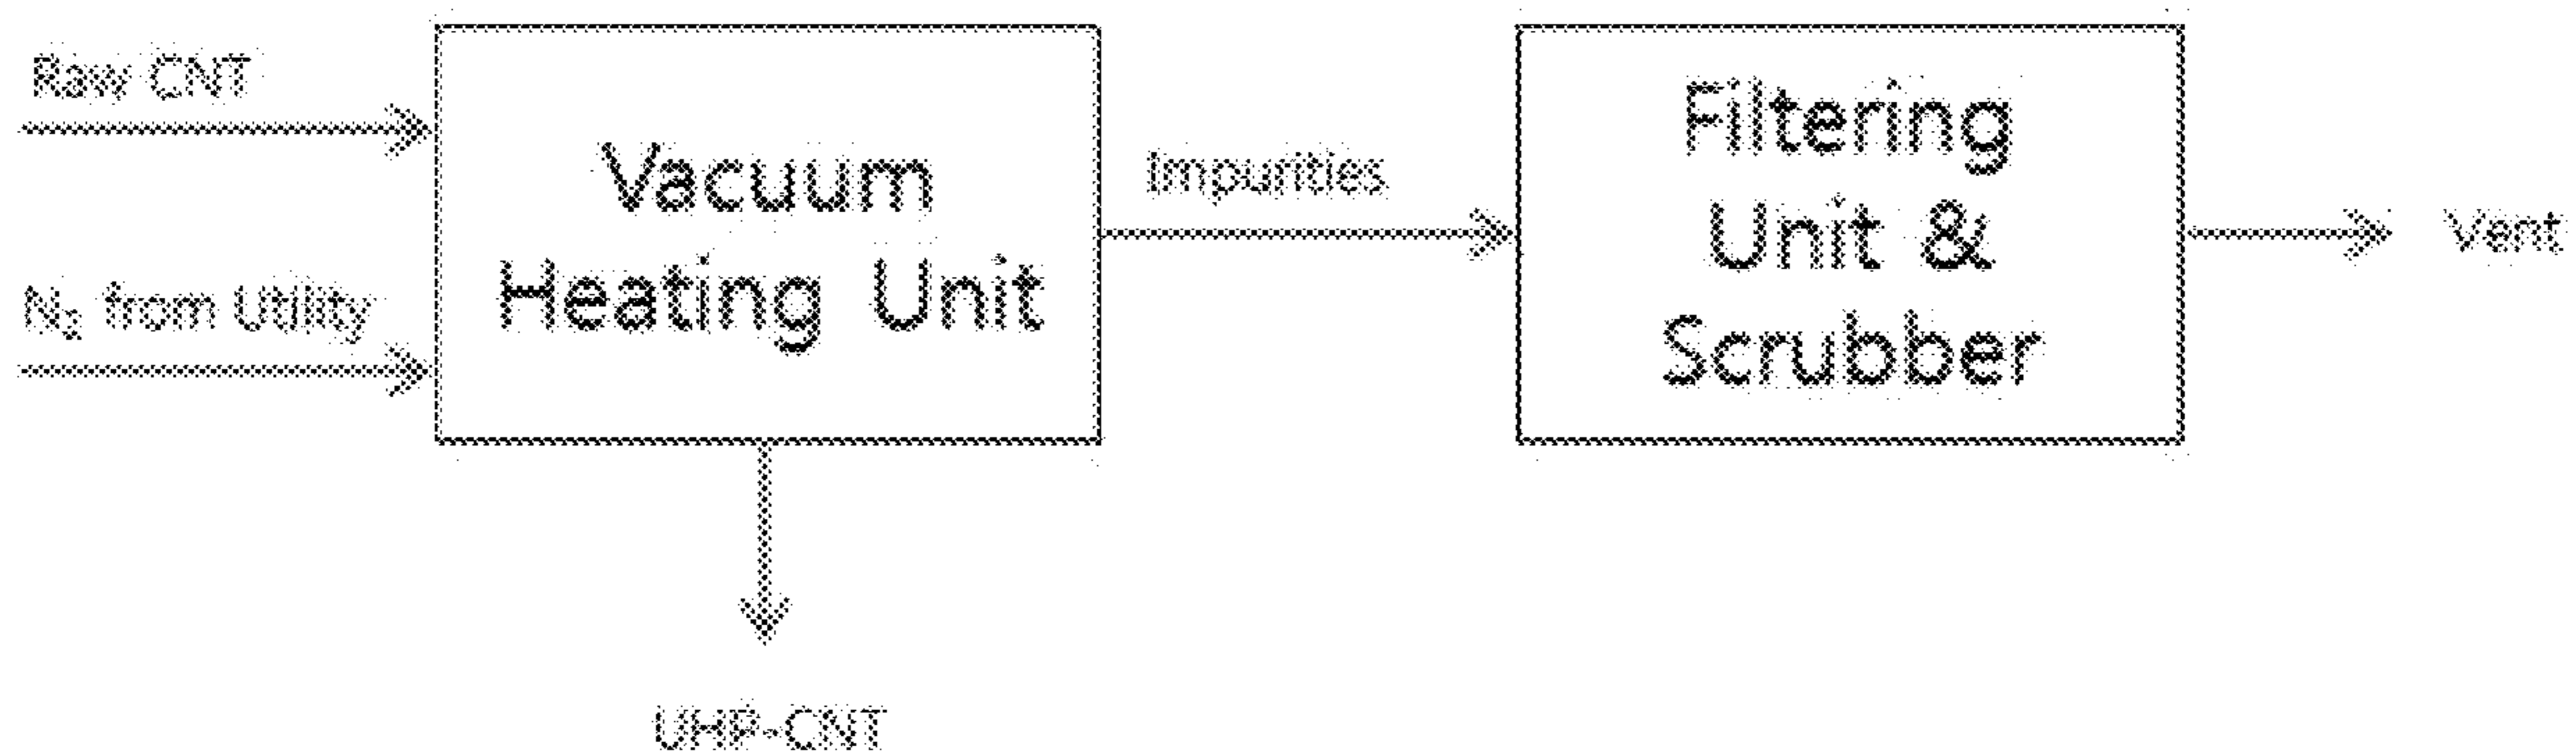 Raw CNT
N₂ from Utility
Vacuum
Heating Unit
Impurities
Filtering
Unit &
Scrubber
Vent
UHP-CNT